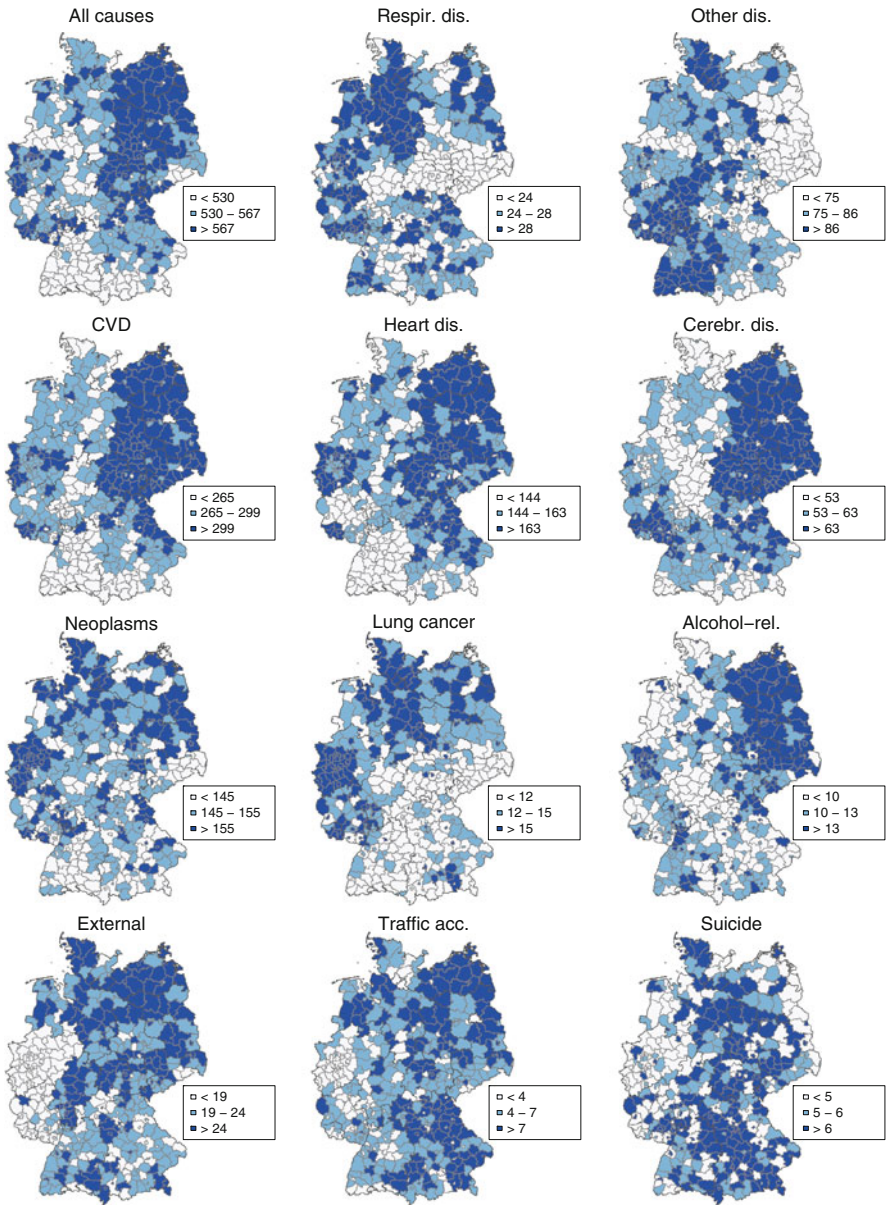 All causes
< 530
530 – 567
> 567
Respir. dis.
< 24
24 – 28
> 28
Other dis.
< 75
75 – 86
> 86
CVD
< 265
265 – 299
> 299
Heart dis.
< 144
144 – 163
> 163
Cerebr. dis.
< 53
53 – 63
> 63
Neoplasms
< 145
145 – 155
> 155
Lung cancer
< 12
12 – 15
> 15
Alcohol–rel.
< 10
10 – 13
> 13
External
< 19
19 – 24
> 24
Traffic acc.
< 4
4 – 7
> 7
Suicide
< 5
5 – 6
> 6